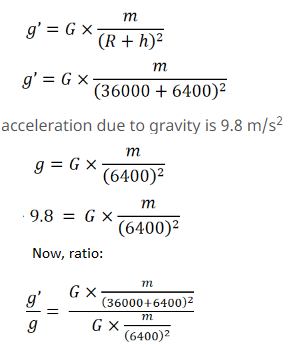 g' = G × m/(R + h)²
g' = G × m/(36000 + 6400)²
acceleration due to gravity is 9.8 m/s²
g = G × m/(6400)²
9.8 = G × m/(6400)²
Now, ratio:
g'/g = (G × m/(36000+6400)²)/(G × m/(6400)²)